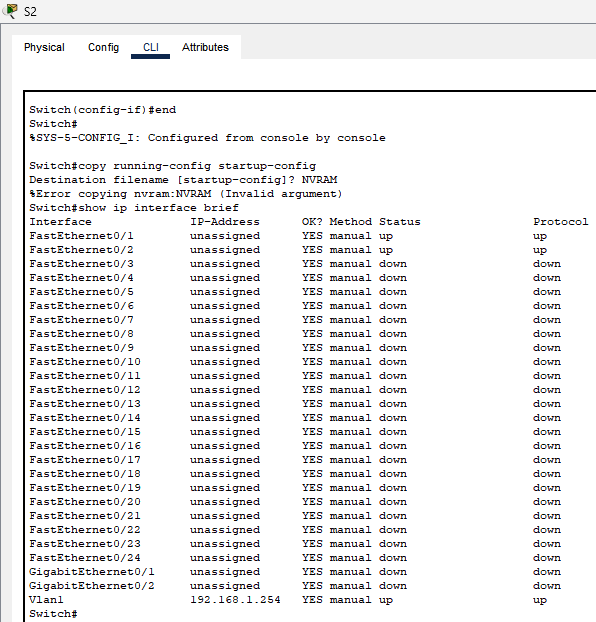 S2
Physical Config CLI Attributes
Switch(config-if)#end
Switch#
%SYS-5-CONFIG_I: Configured from console by console
Switch#copy running-config startup-config
Destination filename [startup-config]? NVRAM
%Error copying nvram:NVRAM (Invalid argument)
Switch#show ip interface brief
Interface IP-Address OK? Method Status Protocol
FastEthernet0/1 unassigned YES manual up up
FastEthernet0/2 unassigned YES manual up up
FastEthernet0/3 unassigned YES manual down down
FastEthernet0/4 unassigned YES manual down down
FastEthernet0/5 unassigned YES manual down down
FastEthernet0/6 unassigned YES manual down down
FastEthernet0/7 unassigned YES manual down down
FastEthernet0/8 unassigned YES manual down down
FastEthernet0/9 unassigned YES manual down down
FastEthernet0/10 unassigned YES manual down down
FastEthernet0/11 unassigned YES manual down down
FastEthernet0/12 unassigned YES manual down down
FastEthernet0/13 unassigned YES manual down down
FastEthernet0/14 unassigned YES manual down down
FastEthernet0/15 unassigned YES manual down down
FastEthernet0/16 unassigned YES manual down down
FastEthernet0/17 unassigned YES manual down down
FastEthernet0/18 unassigned YES manual down down
FastEthernet0/19 unassigned YES manual down down
FastEthernet0/20 unassigned YES manual down down
FastEthernet0/21 unassigned YES manual down down
FastEthernet0/22 unassigned YES manual down down
FastEthernet0/23 unassigned YES manual down down
FastEthernet0/24 unassigned YES manual down down
GigabitEthernet0/1 unassigned YES manual down down
GigabitEthernet0/2 unassigned YES manual down down
Vlan1 192.168.1.254 YES manual up up
Switch#